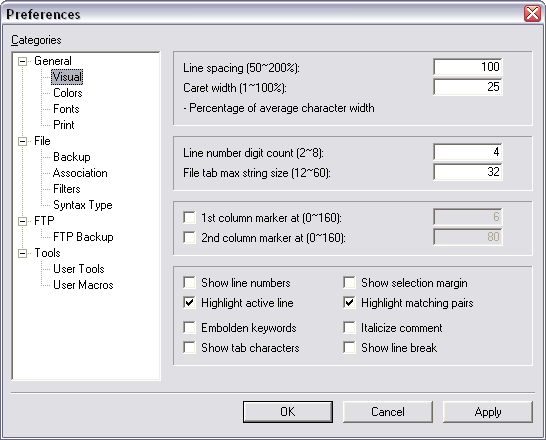 Preferences
Categories
General
Visual
Colors
Fonts
Print
File
Backup
Association
Filters
Syntax Type
FTP
FTP Backup
Tools
User Tools
User Macros
Line spacing (50~200%): 100
Caret width (1~100%): 25
- Percentage of average character width
Line number digit count (2~8): 4
File tab max string size (12~60): 32
1st column marker at (0~160): 6
2nd column marker at (0~160): 80
Show line numbers Show selection margin
Highlight active line Highlight matching pairs
Embolden keywords Italicize comment
Show tab characters Show line break
OK Cancel Apply